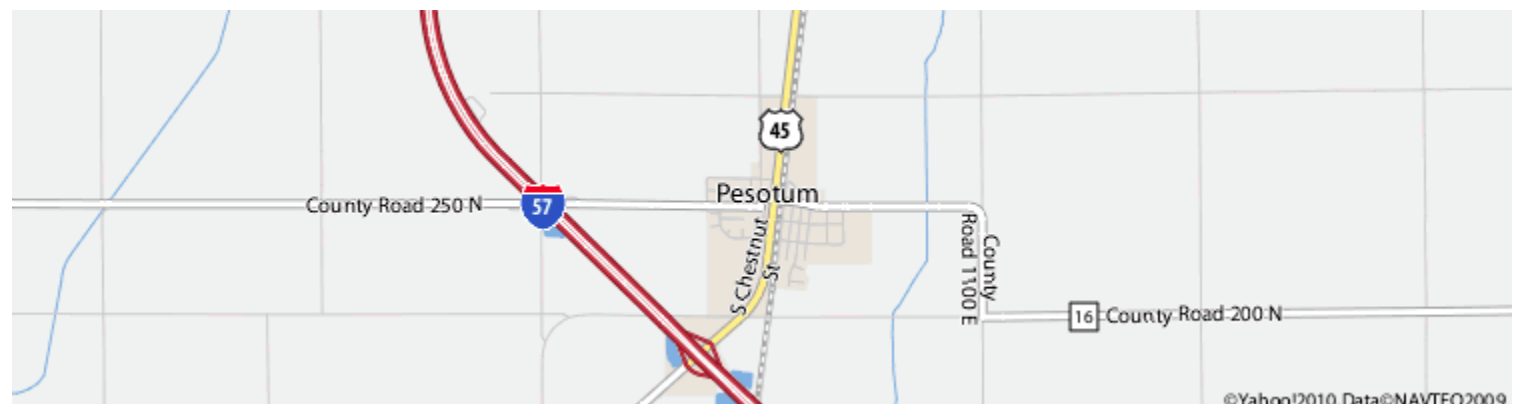 45
Pesotum
County Road 250 N
57
S Chestnut
St
County
Road 1100 E
16
County Road 200 N
©Yahoo!2010 Data©NAVTEQ2009